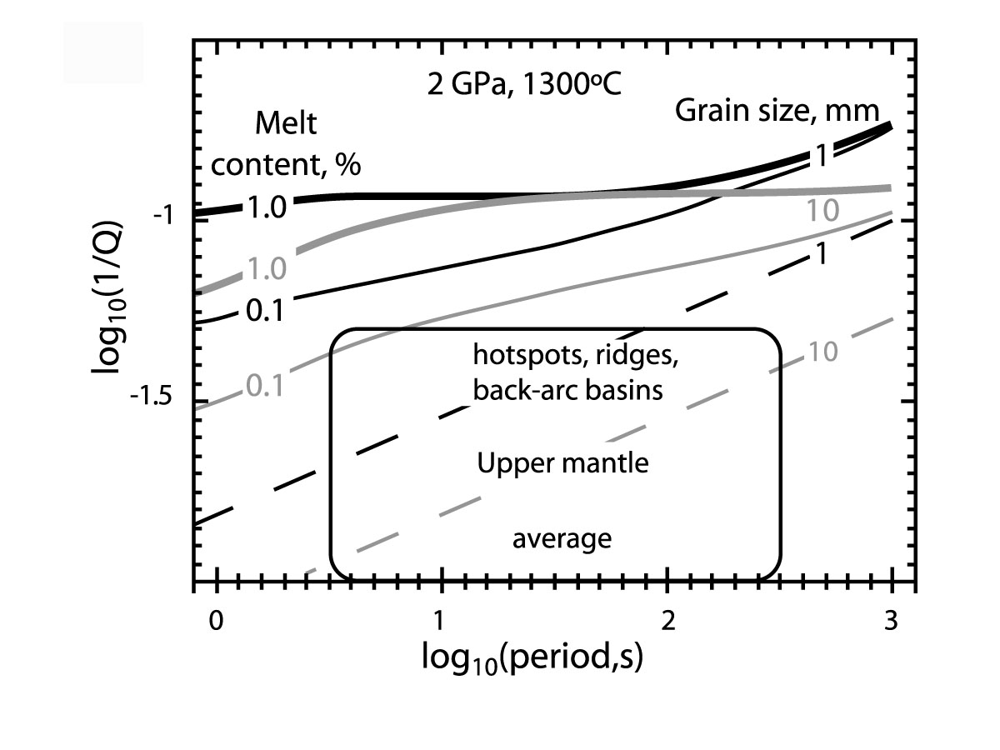 2 GPa, 1300ºC
Grain size, mm
Melt
content, %
1
1.0
-1
10
1.0
1
0.1
hotspots, ridges,
10
back-arc basins
0.1
-1.5
Upper mantle
average
log10(1/Q)
0
1
2
3
log10(period,s)